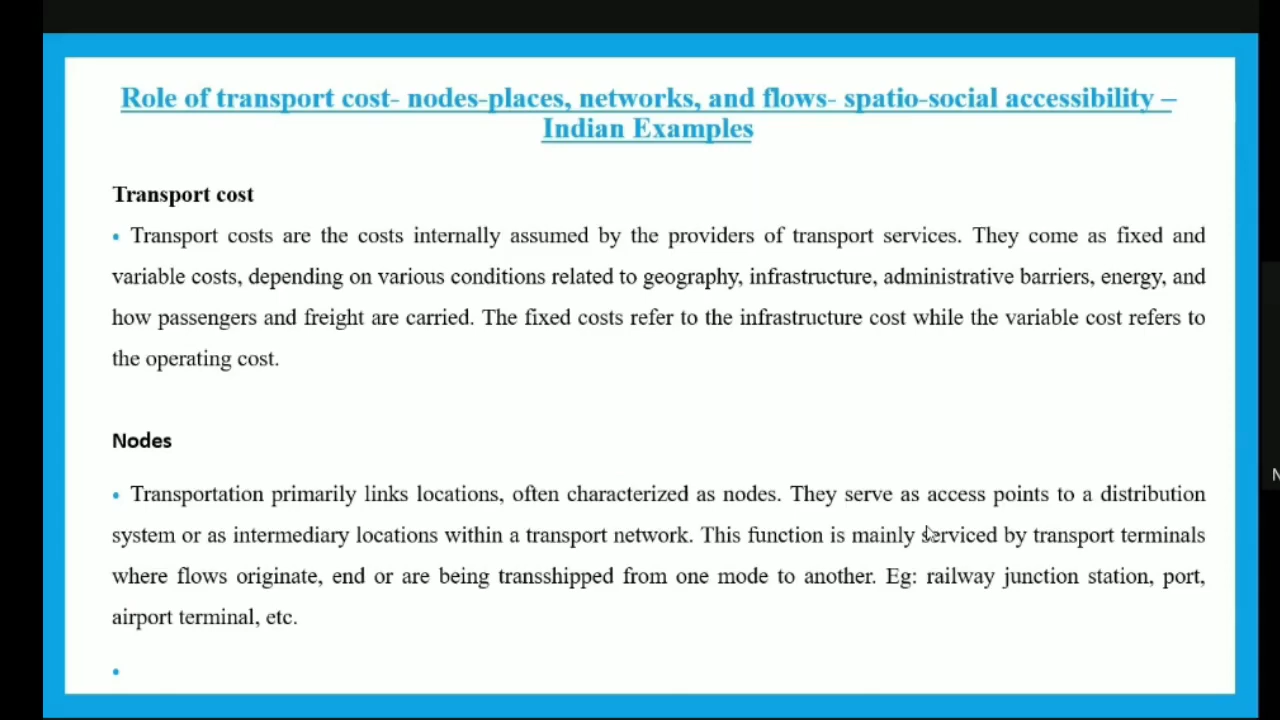 Role of transport cost- nodes-places, networks, and flows- spatio-social accessibility –
Indian Examples
Transport cost
• Transport costs are the costs internally assumed by the providers of transport services. They come as fixed and
variable costs, depending on various conditions related to geography, infrastructure, administrative barriers, energy, and
how passengers and freight are carried. The fixed costs refer to the infrastructure cost while the variable cost refers to
the operating cost.
Nodes
• Transportation primarily links locations, often characterized as nodes. They serve as access points to a distribution
system or as intermediary locations within a transport network. This function is mainly serviced by transport terminals
where flows originate, end or are being transshipped from one mode to another. Eg: railway junction station, port,
airport terminal, etc.
•